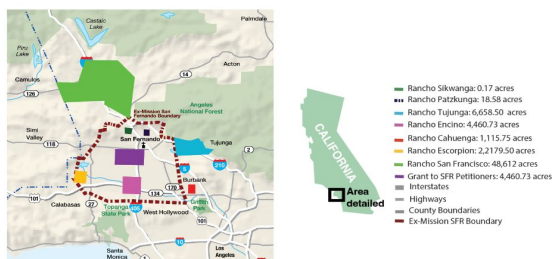 Castaic
Lake
Palmdale
Piru
Lake
Acton
14
Camulos
126
5
Ex-Mission San
Fernando Boundary
Angeles
National Forest
San Fernando
Simi
Valley
118
Tujunga
2
5
210
Burbank
170
134
101
Calabasas
27
Topanga
State Park
405
West Hollywood
Griffith
Park
101
10
Santa
Monica
1
Los
Angeles
CALIFORNIA
Area
detailed
Rancho Sikwanga: 0.17 acres
Rancho Patzkunga: 18.58 acres
Rancho Tujunga: 6,658.50 acres
Rancho Encino: 4,460.73 acres
Rancho Cahuenga: 1,115.75 acres
Rancho Escorpion: 2,2179.50 acres
Rancho San Francisco: 48,612 acres
Grant to SFR Petitioners: 4,460.73 acres
Interstates
Highways
County Boundaries
Ex-Mission SFR Boundary